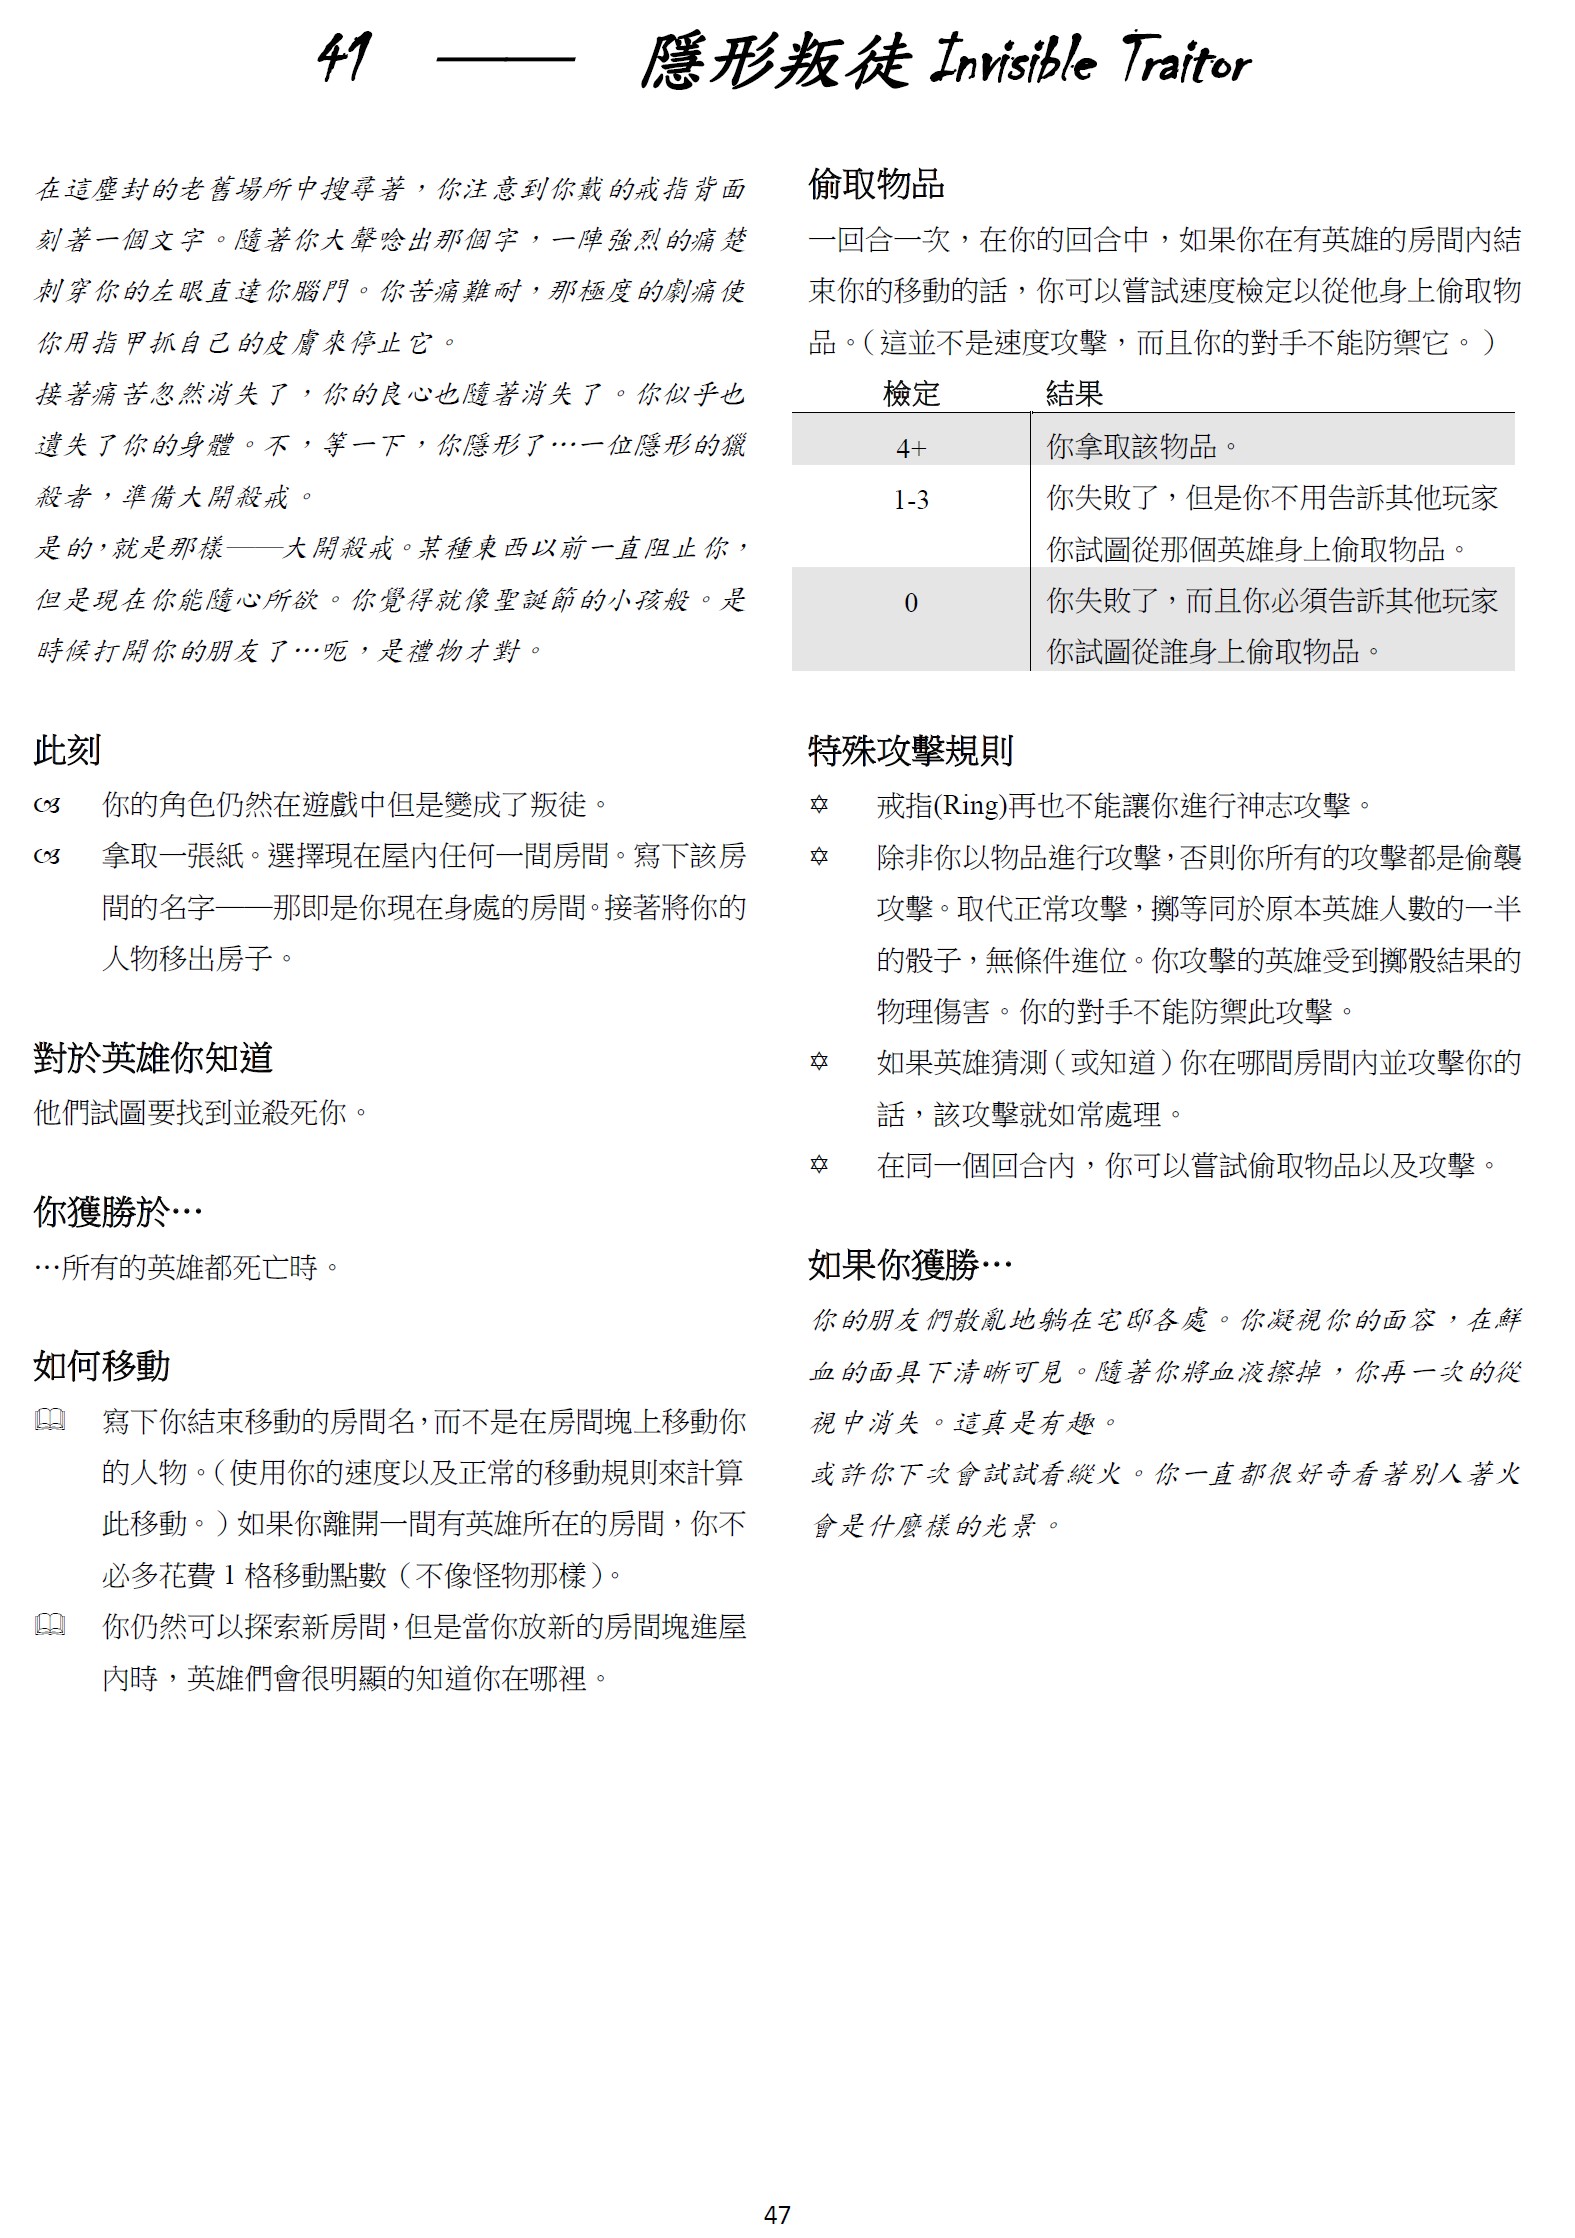 41 —— 隱形叛徒 Invisible Traitor
在這塵封的老舊場所中搜尋著，你注意到你戴的戒指背面
刻著一個文字。隨著你大聲唸出那個字，一陣強烈的痛楚
刺穿你的左眼直達你腦門。你苦痛難耐，那極度的劇痛使
你用指甲抓自己的皮膚來停止它。
接著痛苦忽然消失了，你的良心也隨著消失了。你似乎也
遺失了你的身體。不，等一下，你隱形了…一位隱形的獵
殺者，準備大開殺戒。
是的，就是那樣——大開殺戒。某種東西以前一直阻止你，
但是現在你能隨心所欲。你覺得就像聖誕節的小孩般。是
時候打開你的朋友了…呃，是禮物才對。
此刻
你的角色仍然在遊戲中但是變成了叛徒。
拿取一張紙。選擇現在屋內任何一間房間。寫下該房
間的名字——那即是你現在身處的房間。接著將你的
人物移出房子。
對於英雄你知道
他們試圖要找到並殺死你。
你獲勝於…
…所有的英雄都死亡時。
如何移動
🕮 寫下你結束移動的房間名，而不是在房間塊上移動你
的人物。（使用你的速度以及正常的移動規則來計算
此移動。）如果你離開一間有英雄所在的房間，你不
必多花費 1 格移動點數（不像怪物那樣）。
🕮 你仍然可以探索新房間，但是當你放新的房間塊進屋
內時，英雄們會很明顯的知道你在哪裡。
偷取物品
一回合一次，在你的回合中，如果你在有英雄的房間內結
束你的移動的話，你可以嘗試速度檢定以從他身上偷取物
品。（這並不是速度攻擊，而且你的對手不能防禦它。）
檢定 結果
4+ 你拿取該物品。
1-3 你失敗了，但是你不用告訴其他玩家
你試圖從那個英雄身上偷取物品。
0 你失敗了，而且你必須告訴其他玩家
你試圖從誰身上偷取物品。
特殊攻擊規則
✡ 戒指(Ring)再也不能讓你進行神志攻擊。
✡ 除非你以物品進行攻擊，否則你所有的攻擊都是偷襲
攻擊。取代正常攻擊，擲等同於原本英雄人數的一半
的骰子，無條件進位。你攻擊的英雄受到擲骰結果的
物理傷害。你的對手不能防禦此攻擊。
✡ 如果英雄猜測（或知道）你在哪間房間內並攻擊你的
話，該攻擊就如常處理。
✡ 在同一個回合內，你可以嘗試偷取物品以及攻擊。
如果你獲勝…
你的朋友們散亂地躺在宅邸各處。你凝視你的面容，在鮮
血的面具下清晰可見。隨著你將血液擦掉，你再一次的從
視中消失。這真是有趣。
或許你下次會試試看縱火。你一直都很好奇看著別人著火
會是什麼樣的光景。
47